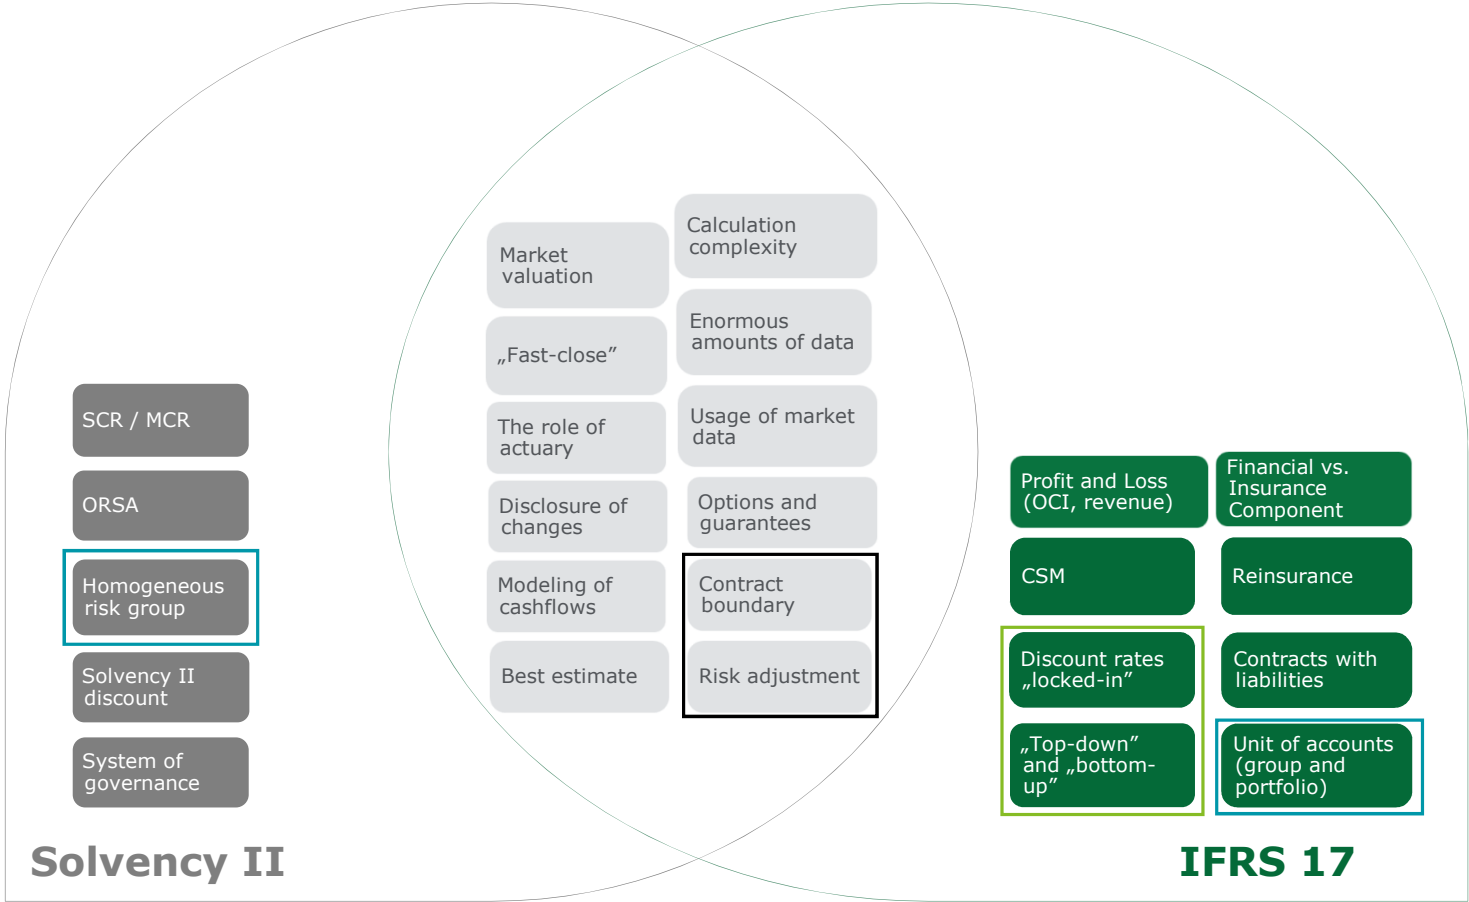 SCR / MCR
ORSA
Homogeneous
risk group
Solvency II
discount
System of
governance
Solvency II
Market
valuation
„Fast-close”
The role of
actuary
Disclosure of
changes
Modeling of
cashflows
Best estimate
Calculation
complexity
Enormous
amounts of data
Usage of market
data
Options and
guarantees
Contract
boundary
Risk adjustment
Profit and Loss
(OCI, revenue)
CSM
Discount rates
„locked-in”
„Top-down”
and „bottom-
up”
Financial vs.
Insurance
Component
Reinsurance
Contracts with
liabilities
Unit of accounts
(group and
portfolio)
IFRS 17